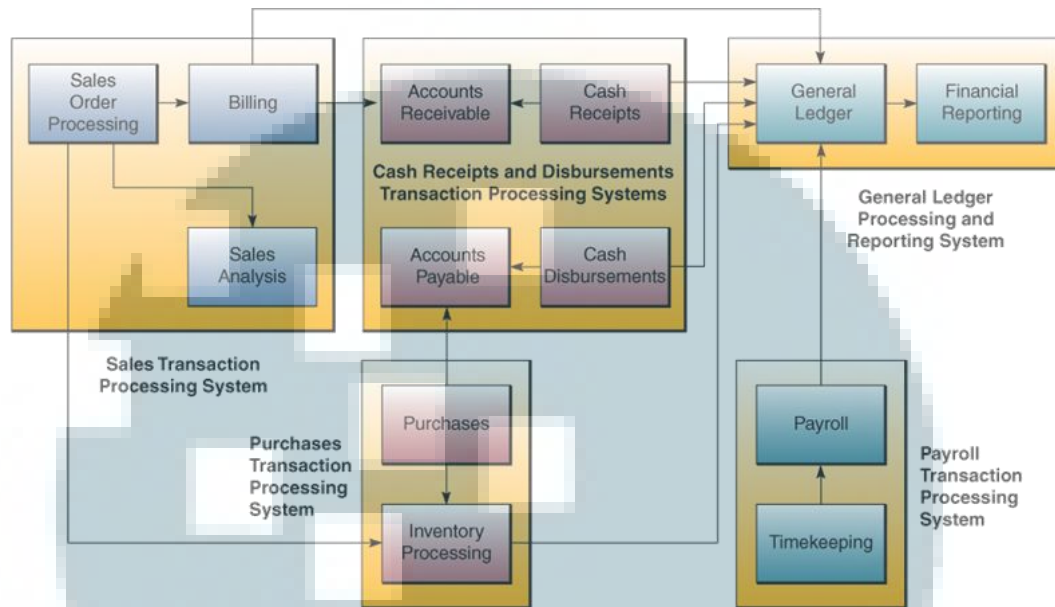 Sales
Order
Processing
Billing
Accounts
Receivable
Cash
Receipts
General
Ledger
Financial
Reporting
Cash Receipts and Disbursements
Transaction Processing Systems
General Ledger
Processing and
Reporting System
Sales
Analysis
Accounts
Payable
Cash
Disbursements
Sales Transaction
Processing System
Purchases
Transaction
Processing
System
Purchases
Inventory
Processing
Payroll
Timekeeping
Payroll
Transaction
Processing
System